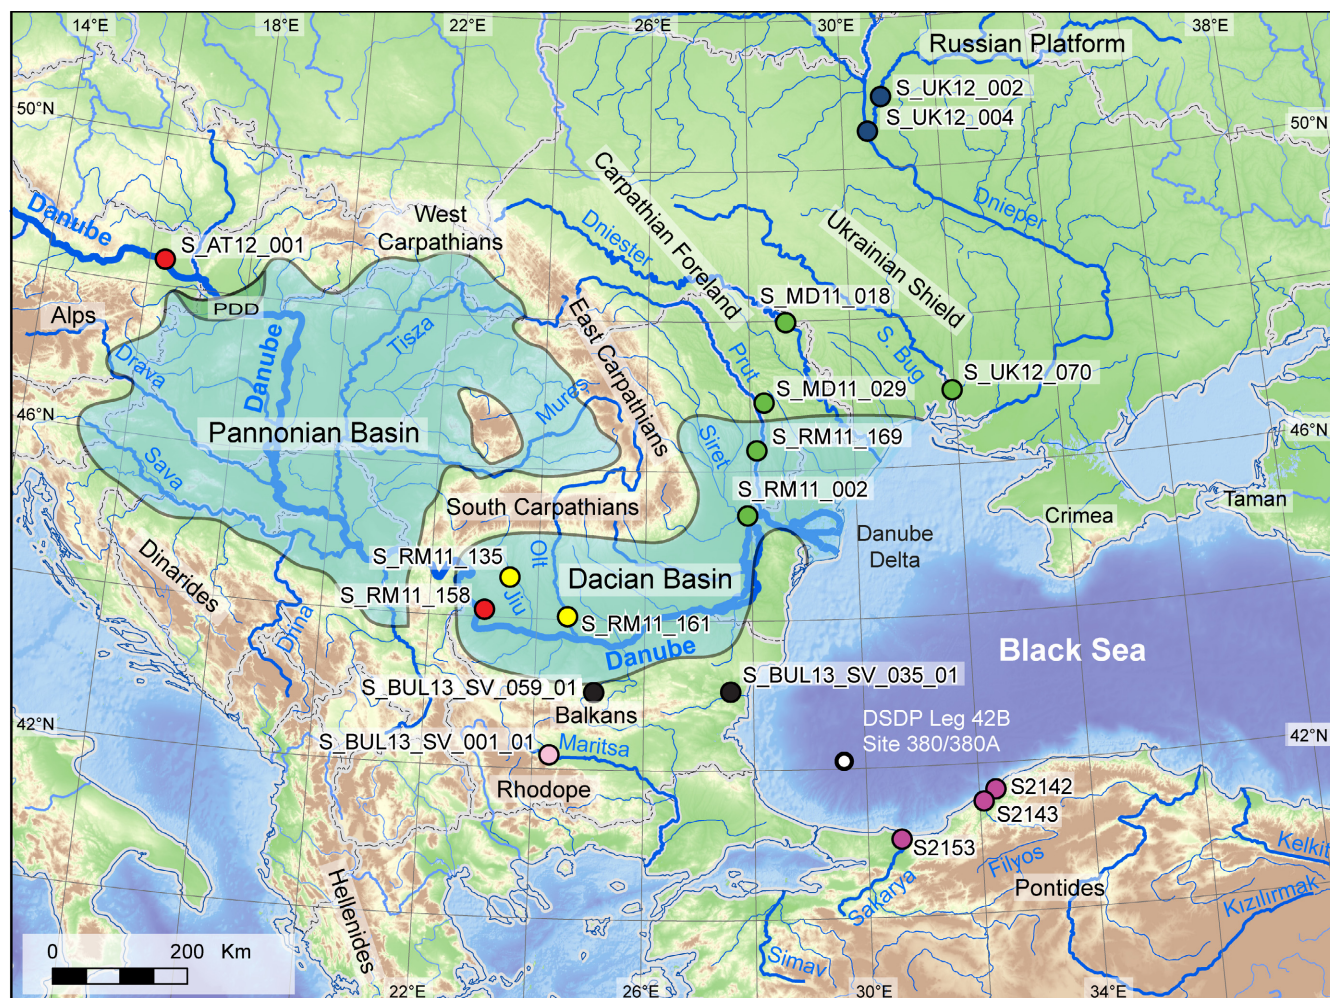 14°E
18°E
22°E
26°E
30°E
38°E
Russian Platform
S_UK12_002
S_UK12_004
50°N
50°N
Carpathian Foreland
Dnieper
Danube
West
Carpathians
Dniester
Ukrainian Shield
S_AT12_001
S_MD11_018
PDD
Alps
East Carpathians
Danube
Tisza
Drava
Prut
S. Bug
S_UK12_070
S_MD11_029
Mures
46°N
46°N
Pannonian Basin
Siret
S_RM11_169
Sava
S_RM11_002
South Carpathians
Taman
Crimea
Danube
Delta
Dinarides
S_RM11_135
Olt
Dacian Basin
S_RM11_158
Jiu
Drina
S_RM11_161
Danube
Black Sea
S_BUL13_SV_059_01
S_BUL13_SV_035_01
Balkans
42°N
42°N
DSDP Leg 42B
Site 380/380A
S_BUL13_SV_001_01
Maritsa
Rhodope
S2142
S2143
S2153
Filyos
Kelkit
Pontides
Hellenides
Sakarya
Kızılırmak
Simav
0
200
Km
22°E
26°E
30°E
34°E